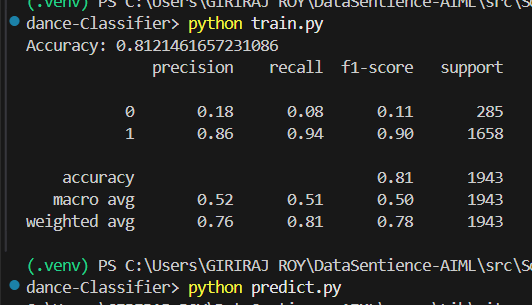 (.venv) PS C:\Users\GIRIRAJ ROY\DataSentience-AIML\src\S
dance-Classifier> python train.py
Accuracy: 0.8121461657231086
precision recall f1-score support
0 0.18 0.08 0.11 285
1 0.86 0.94 0.90 1658
accuracy 0.81 1943
macro avg 0.52 0.51 0.50 1943
weighted avg 0.76 0.81 0.78 1943
(.venv) PS C:\Users\GIRIRAJ ROY\DataSentience-AIML\src\S
dance-Classifier> python predict.py